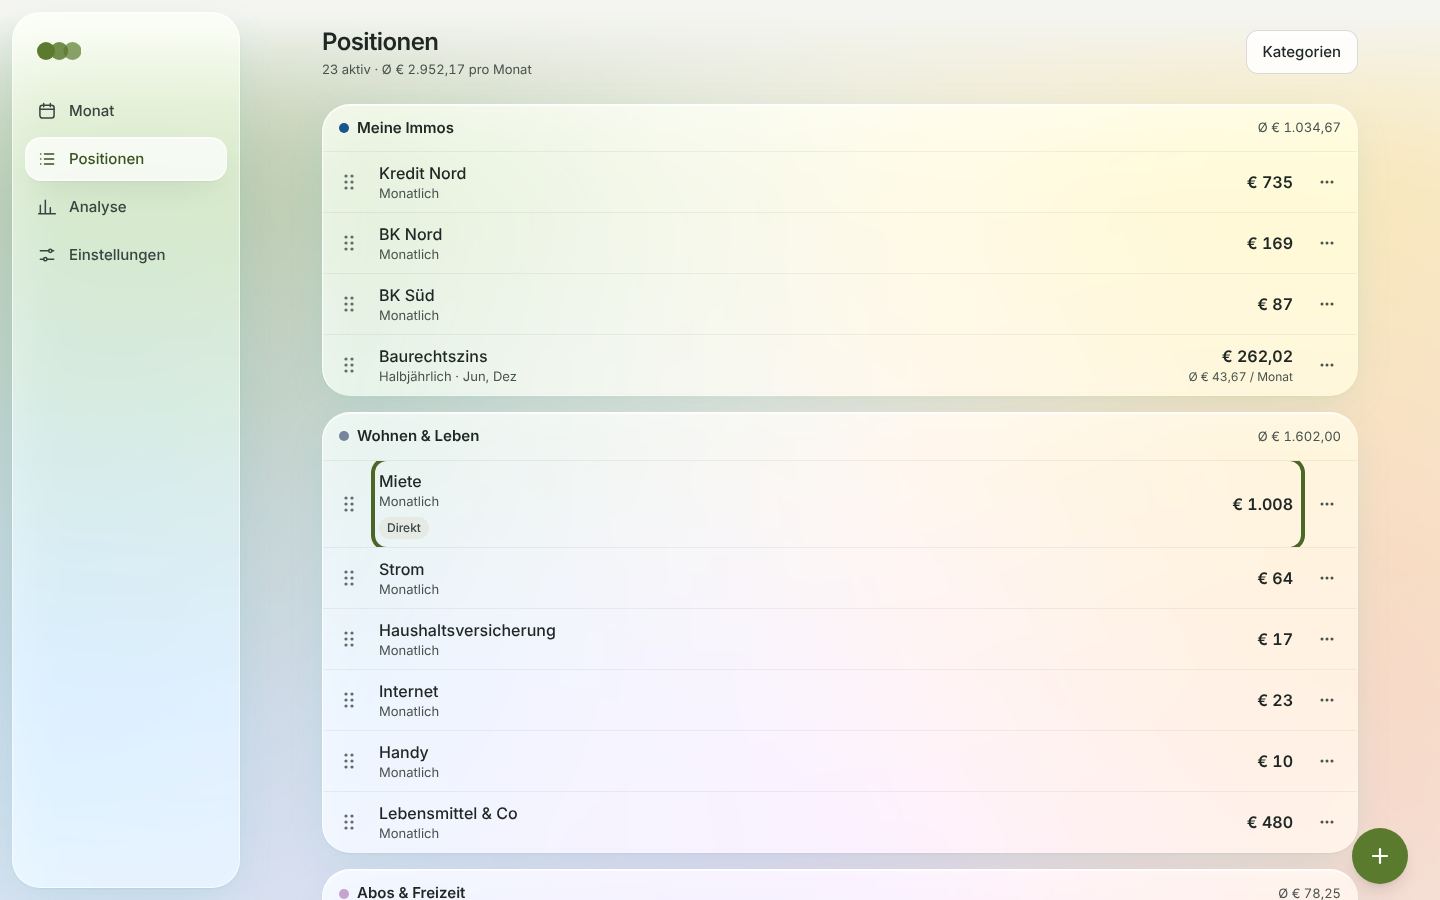 Positionen
23 aktiv · Ø € 2.952,17 pro Monat
Kategorien
Monat
Positionen
Analyse
Einstellungen
Meine Immos
Ø € 1.034,67
Kredit Nord
Monatlich
€ 735
BK Nord
Monatlich
€ 169
BK Süd
Monatlich
€ 87
Baurechtszins
Halbjährlich · Jun, Dez
€ 262,02
Ø € 43,67 / Monat
Wohnen & Leben
Ø € 1.602,00
Miete
Monatlich
Direkt
€ 1.008
Strom
Monatlich
€ 64
Haushaltsversicherung
Monatlich
€ 17
Internet
Monatlich
€ 23
Handy
Monatlich
€ 10
Lebensmittel & Co
Monatlich
€ 480
Abos & Freizeit
Ø € 78,25